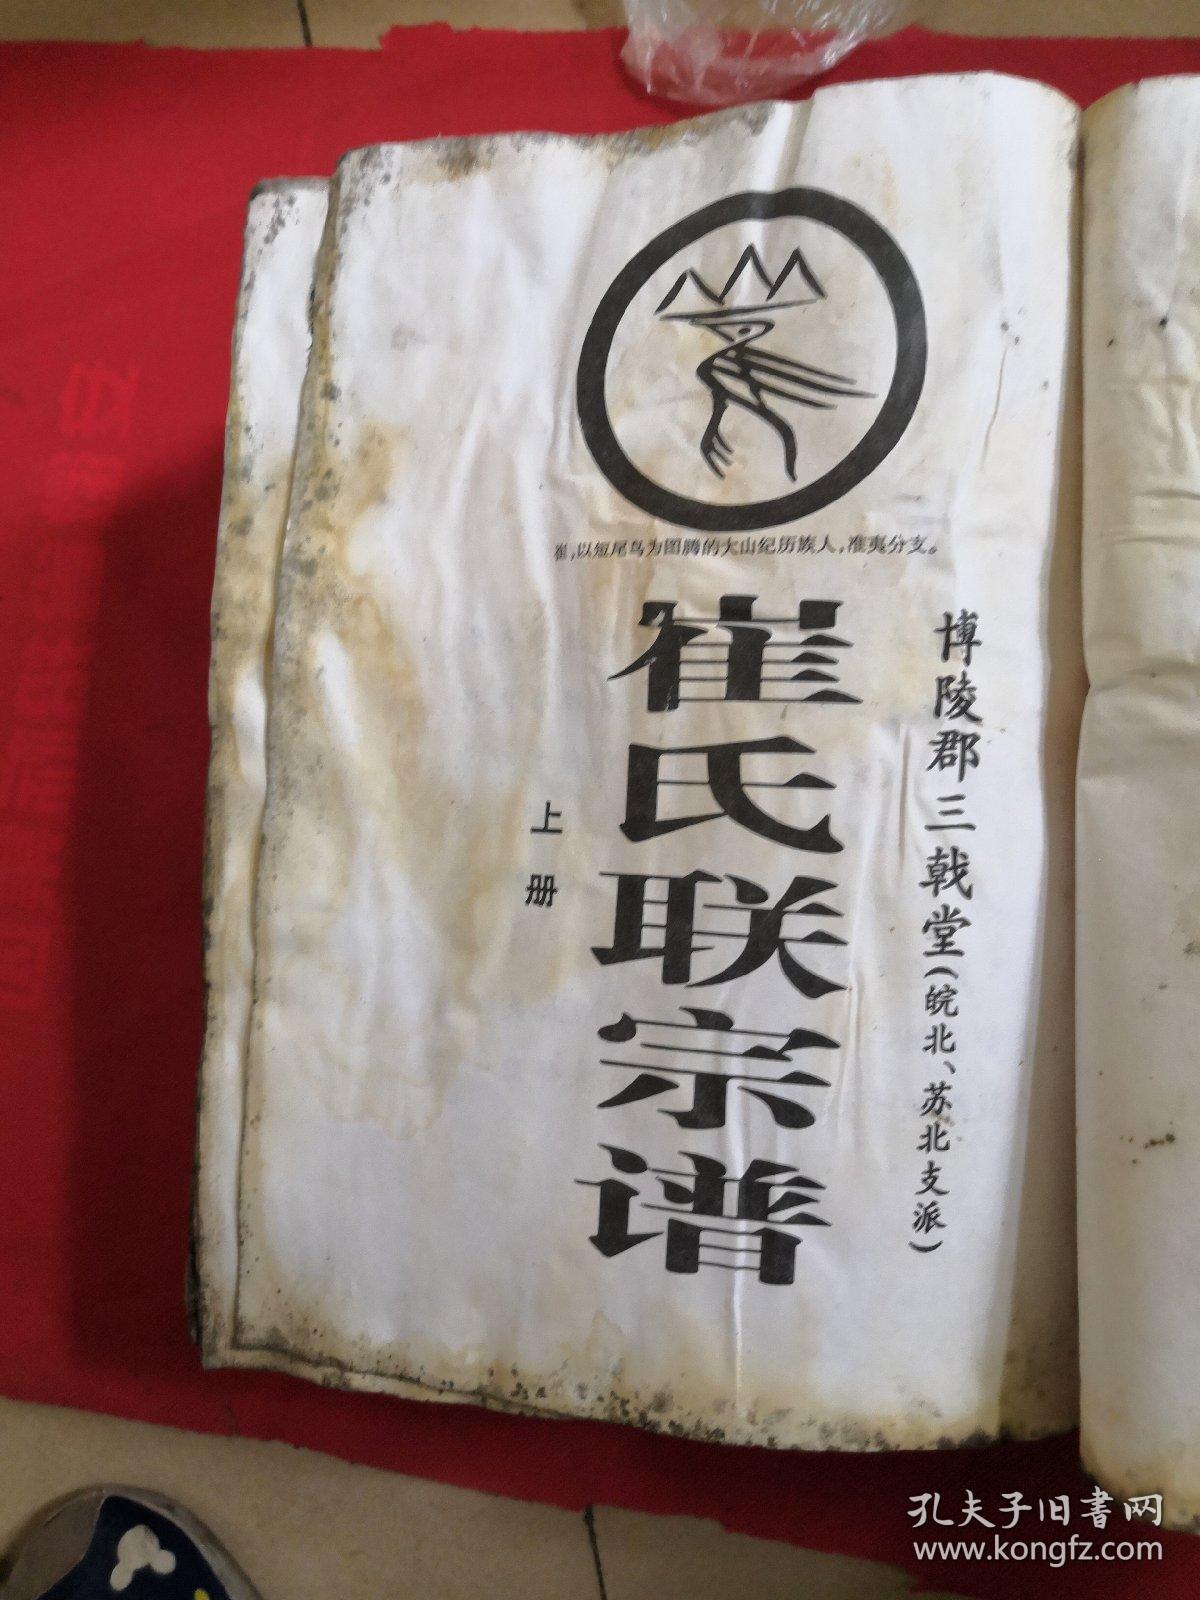 崔,以短尾鸟为图腾的大山纪历族人,淮夷分支。
博陵郡三戟堂(皖北、苏北支派)
崔氏联宗谱
上册
孔夫子旧书网
www.kongfz.com